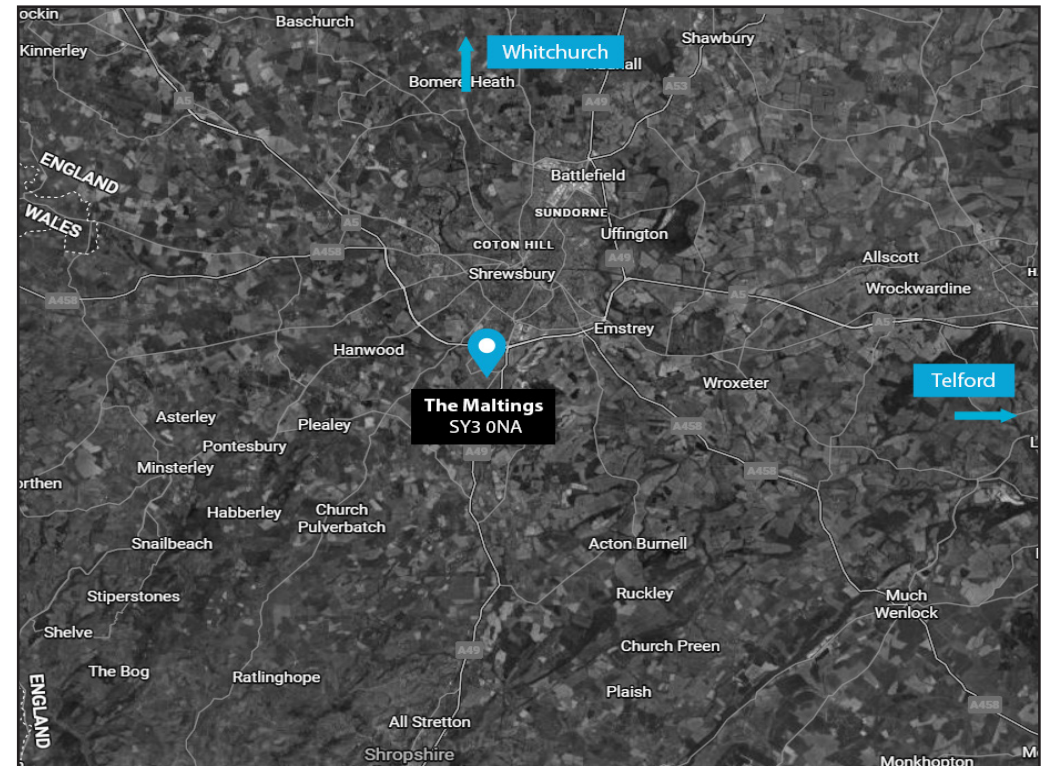 ockin
Baschurch
Kinnerley
Whitchurch
Shawbury
Bomere Heath
A5
A49
A53
ENGLAND
WALES
Battlefield
SUNDORNE
A5
Uffington
COTON HILL
A458
A49
Allscott
Shrewsbury
H
Wrockwardine
A458
A5
Emstrey
A5
Hanwood
Wroxeter
Telford
The Maltings
SY3 0NA
Asterley
Plealey
A458
Pontesbury
Minsterley
A49
A458
orthen
Habberley
Church
Pulverbatch
Snailbeach
Acton Burnell
Stiperstones
Ruckley
Much
Wenlock
Shelve
A49
Church Preen
The Bog
Ratlinghope
ENGLAND
Plaish
A458
All Stretton
Shropshire
Monkhopton